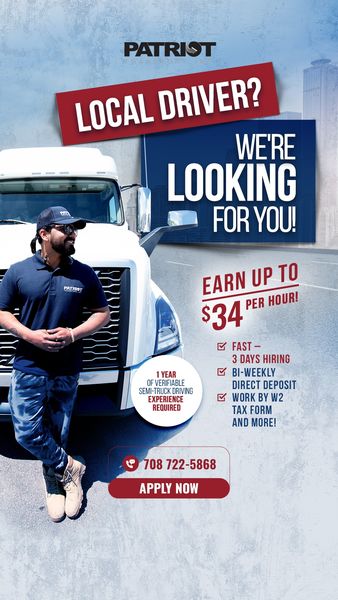 PATRIOT
LOCAL DRIVER?
WE'RE
LOOKING
FOR YOU!
EARN UP TO
$34 PER HOUR!
FAST –
3 DAYS HIRING
BI-WEEKLY
DIRECT DEPOSIT
WORK BY W2
TAX FORM
AND MORE!
PATRIOT
1 YEAR
OF VERIFIABLE
SEMI-TRUCK DRIVING
EXPERIENCE
REQUIRED
708 722-5868
APPLY NOW